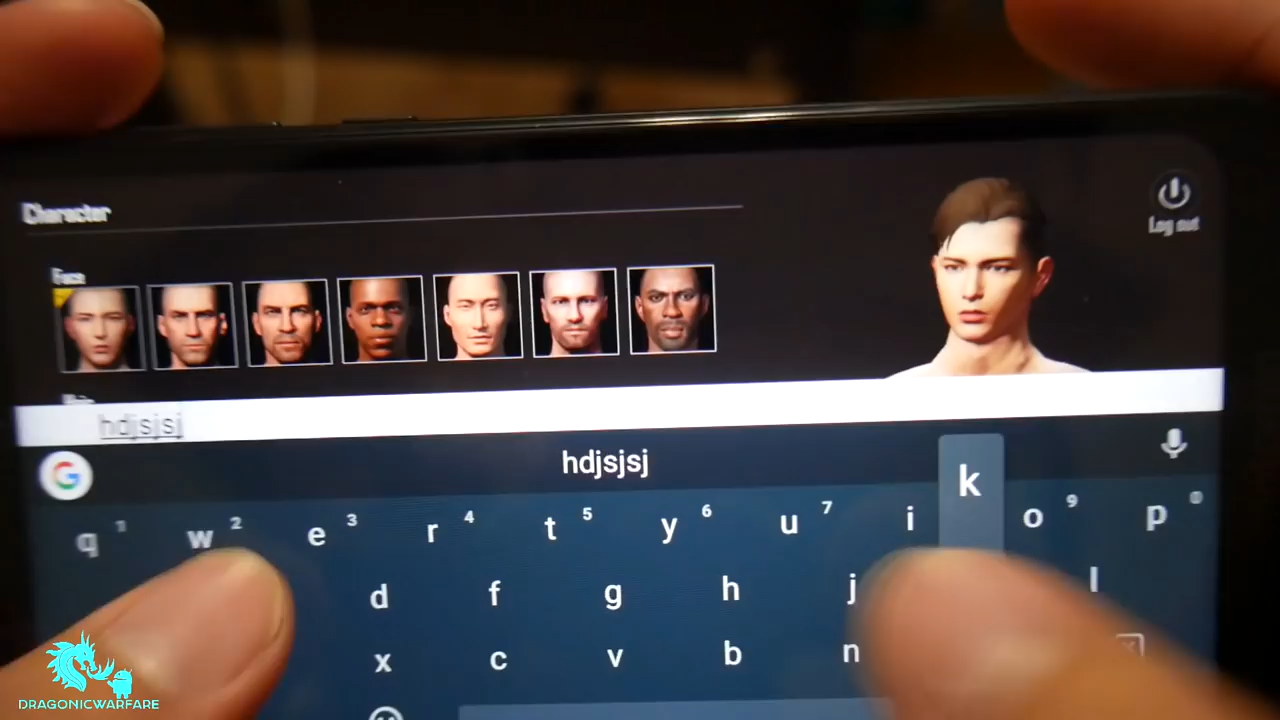 Character
Log out
Face
hdjsjsj
hdjsjsj
k
q 1 w 2 e 3 r 4 t 5 y 6 u 7 i o 9 p 0
d f g h j l
x c v b n
DRAGONICWARFARE